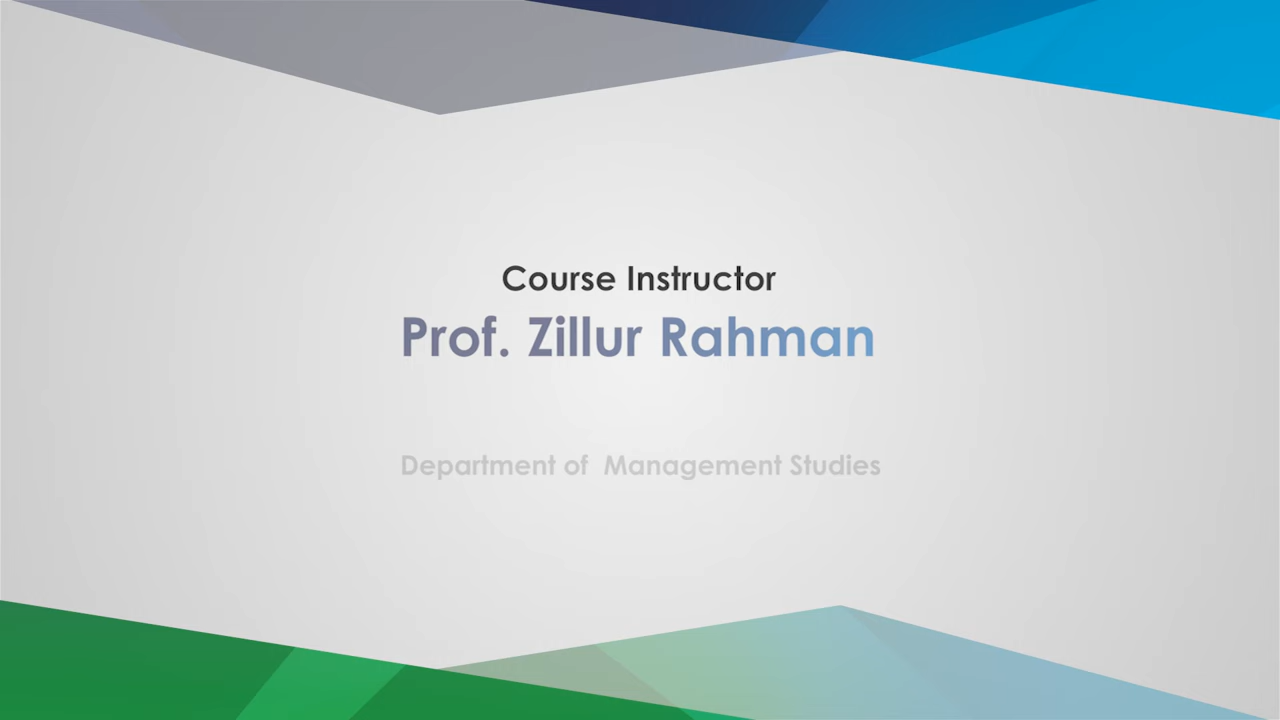 Course Instructor
Prof. Zillur Rahman
Department of Management Studies